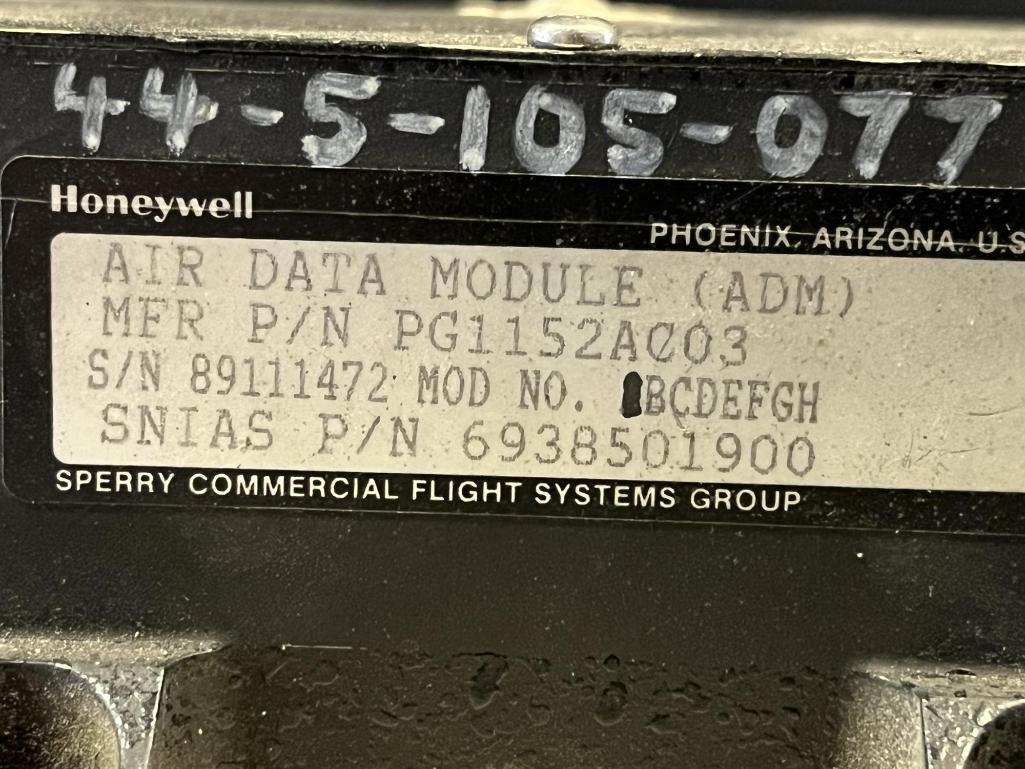 44-5-105-077
Honeywell
PHOENIX, ARIZONA, U.S
AIR DATA MODULE (ADM)
MFR P/N PG1152AC03
S/N 89111472 MOD NO. BCDEFGH
SNIAS P/N 6938501900
SPERRY COMMERCIAL FLIGHT SYSTEMS GROUP